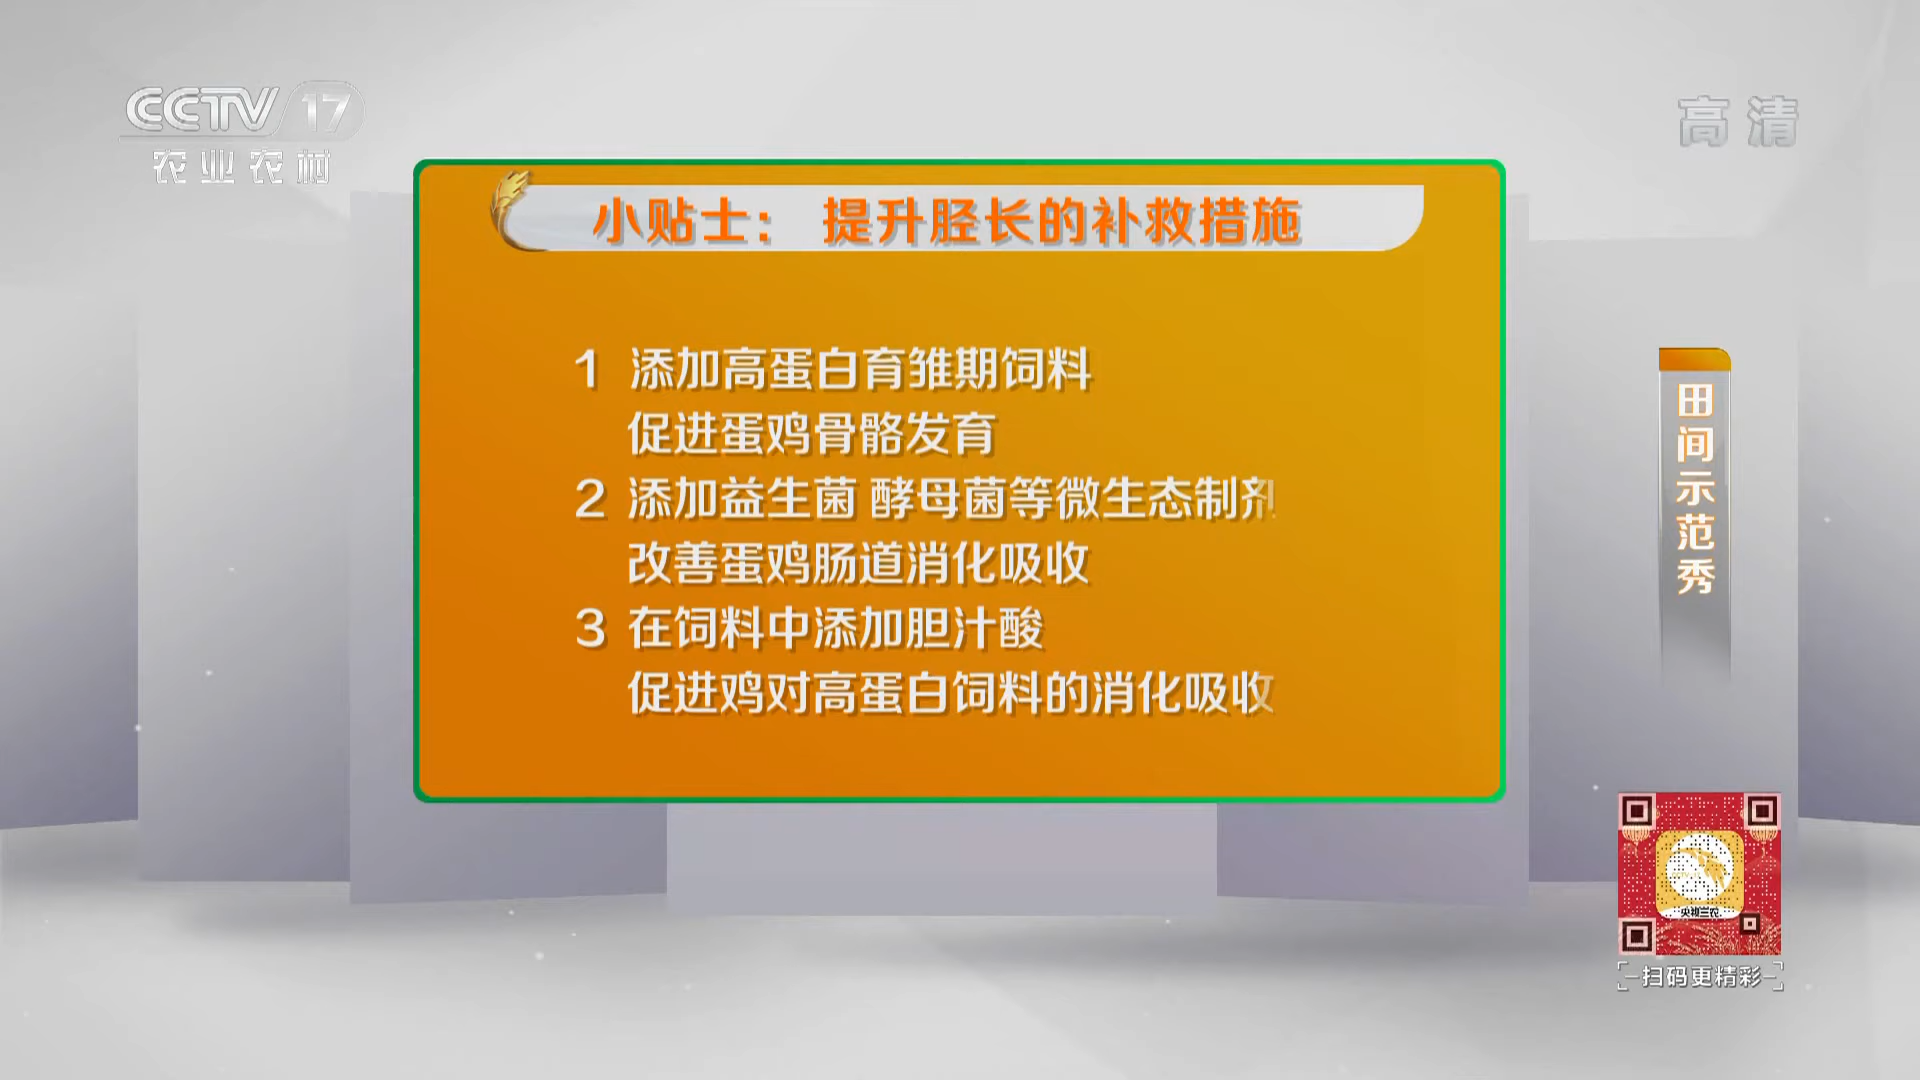 CCTV 17
农业农村
高清
小贴士： 提升胫长的补救措施
1 添加高蛋白育雏期饲料
促进蛋鸡骨骼发育
2 添加益生菌 酵母菌等微生态制剂
改善蛋鸡肠道消化吸收
3 在饲料中添加胆汁酸
促进鸡对高蛋白饲料的消化吸收
田间示范秀
央视三农
扫码更精彩